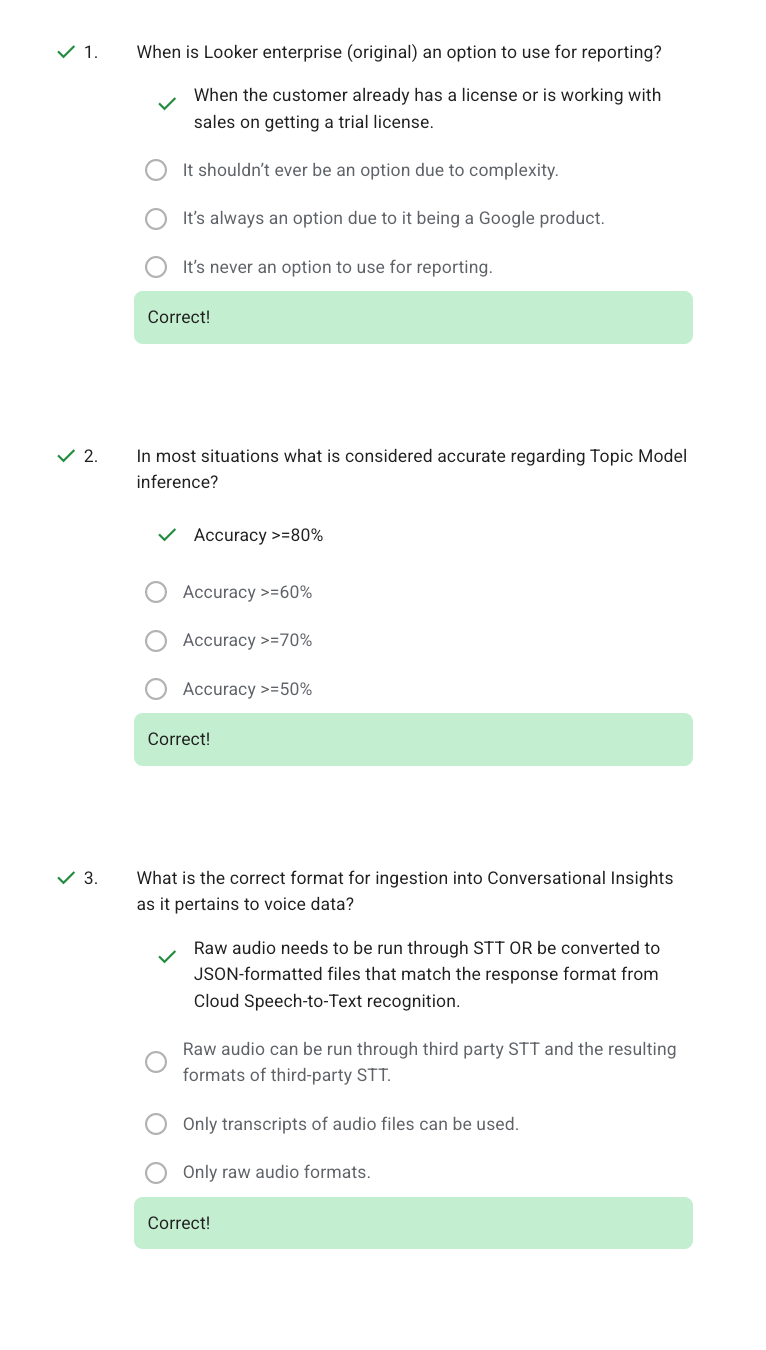 1. When is Looker enterprise (original) an option to use for reporting?
When the customer already has a license or is working with
sales on getting a trial license.
It shouldn’t ever be an option due to complexity.
It’s always an option due to it being a Google product.
It’s never an option to use for reporting.
Correct!
2. In most situations what is considered accurate regarding Topic Model
inference?
Accuracy >=80%
Accuracy >=60%
Accuracy >=70%
Accuracy >=50%
Correct!
3. What is the correct format for ingestion into Conversational Insights
as it pertains to voice data?
Raw audio needs to be run through STT OR be converted to
JSON-formatted files that match the response format from
Cloud Speech-to-Text recognition.
Raw audio can be run through third party STT and the resulting
formats of third-party STT.
Only transcripts of audio files can be used.
Only raw audio formats.
Correct!